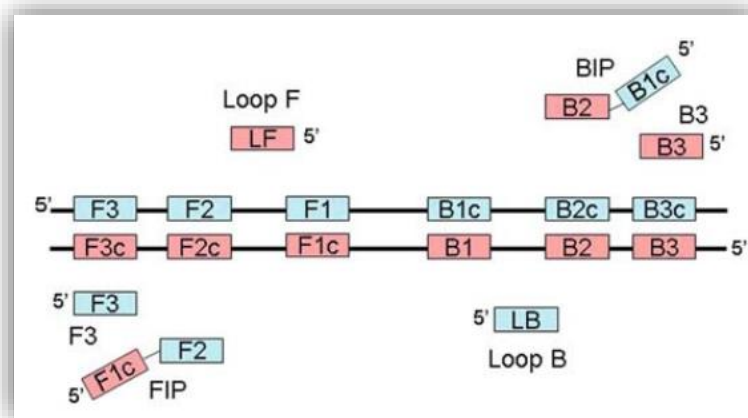 5'
BIP
B1c
B2
Loop F
LF 5'
B3
B3 5'
5' F3 F2 F1 B1c B2c B3c
F3c F2c F1c B1 B2 B3 5'
5' F3
F3
5' LB
Loop B
F2
F1c
5'
FIP